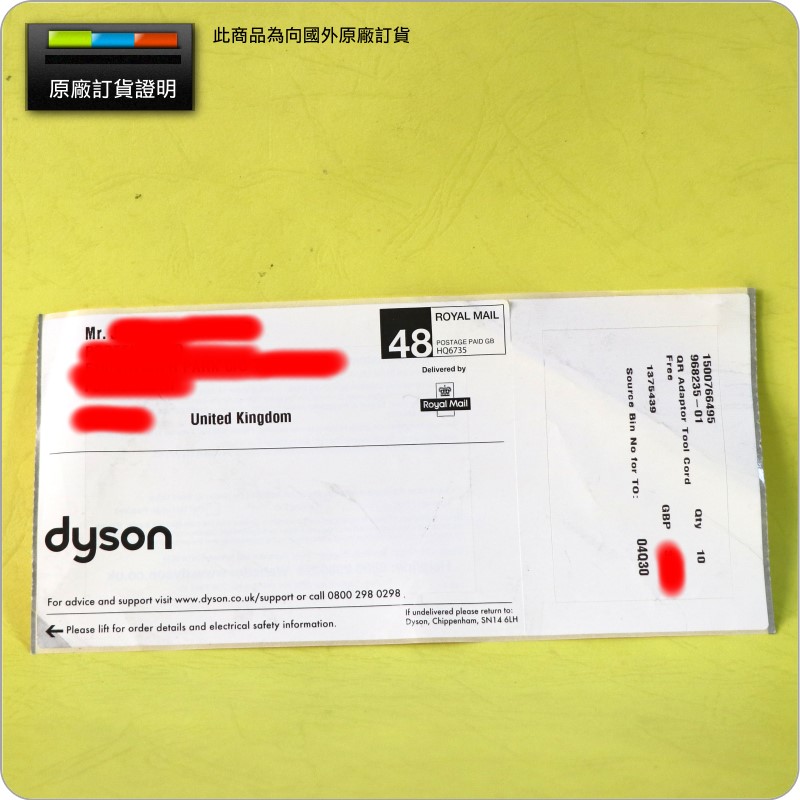 此商品為向國外原廠訂貨
原廠訂貨證明
Mr.
United Kingdom
48
ROYAL MAIL
POSTAGE PAID GB
HQ6735
Delivered by
Royal Mail
dyson
For advice and support visit www.dyson.co.uk/support or call 0800 298 0298
Please lift for order details and electrical safety information.
If undelivered please return to:
Dyson, Chippenham, SN14 6LH
1500766495
968235-01 Qty 10
QR Adaptor Tool Cord
Free GBP
1375439
Source Bin No for TO: 04Q30